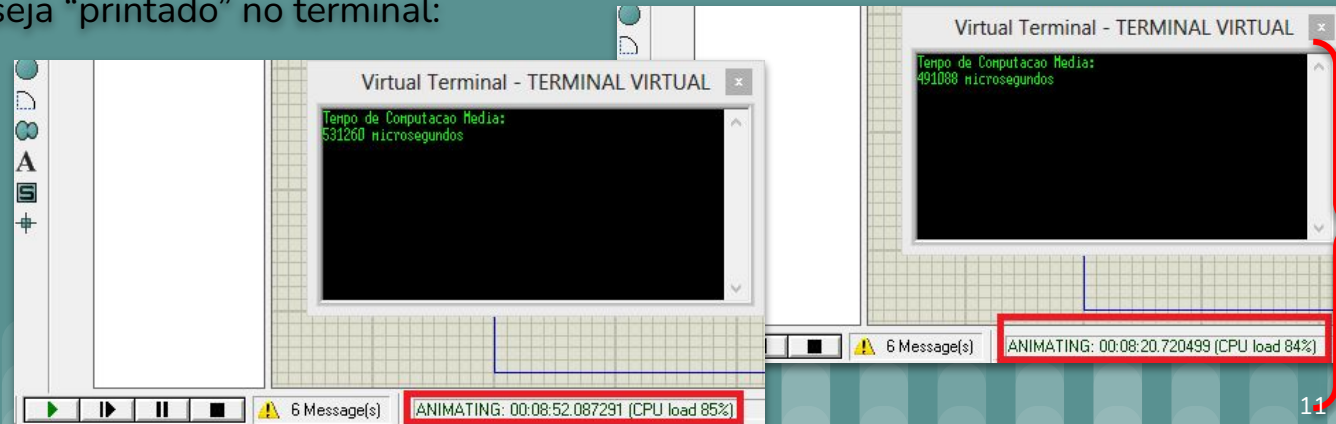 seja “printado” no terminal:
Virtual Terminal - TERMINAL VIRTUAL
Tempo de Computacao Media:
531260 microsegundos
A
S
6 Message(s)
ANIMATING: 00:08:52.087291 (CPU load 85%)
Virtual Terminal - TERMINAL VIRTUAL
Tempo de Computacao Media:
491088 microsegundos
6 Message(s)
ANIMATING: 00:08:20.720499 (CPU load 84%)
11